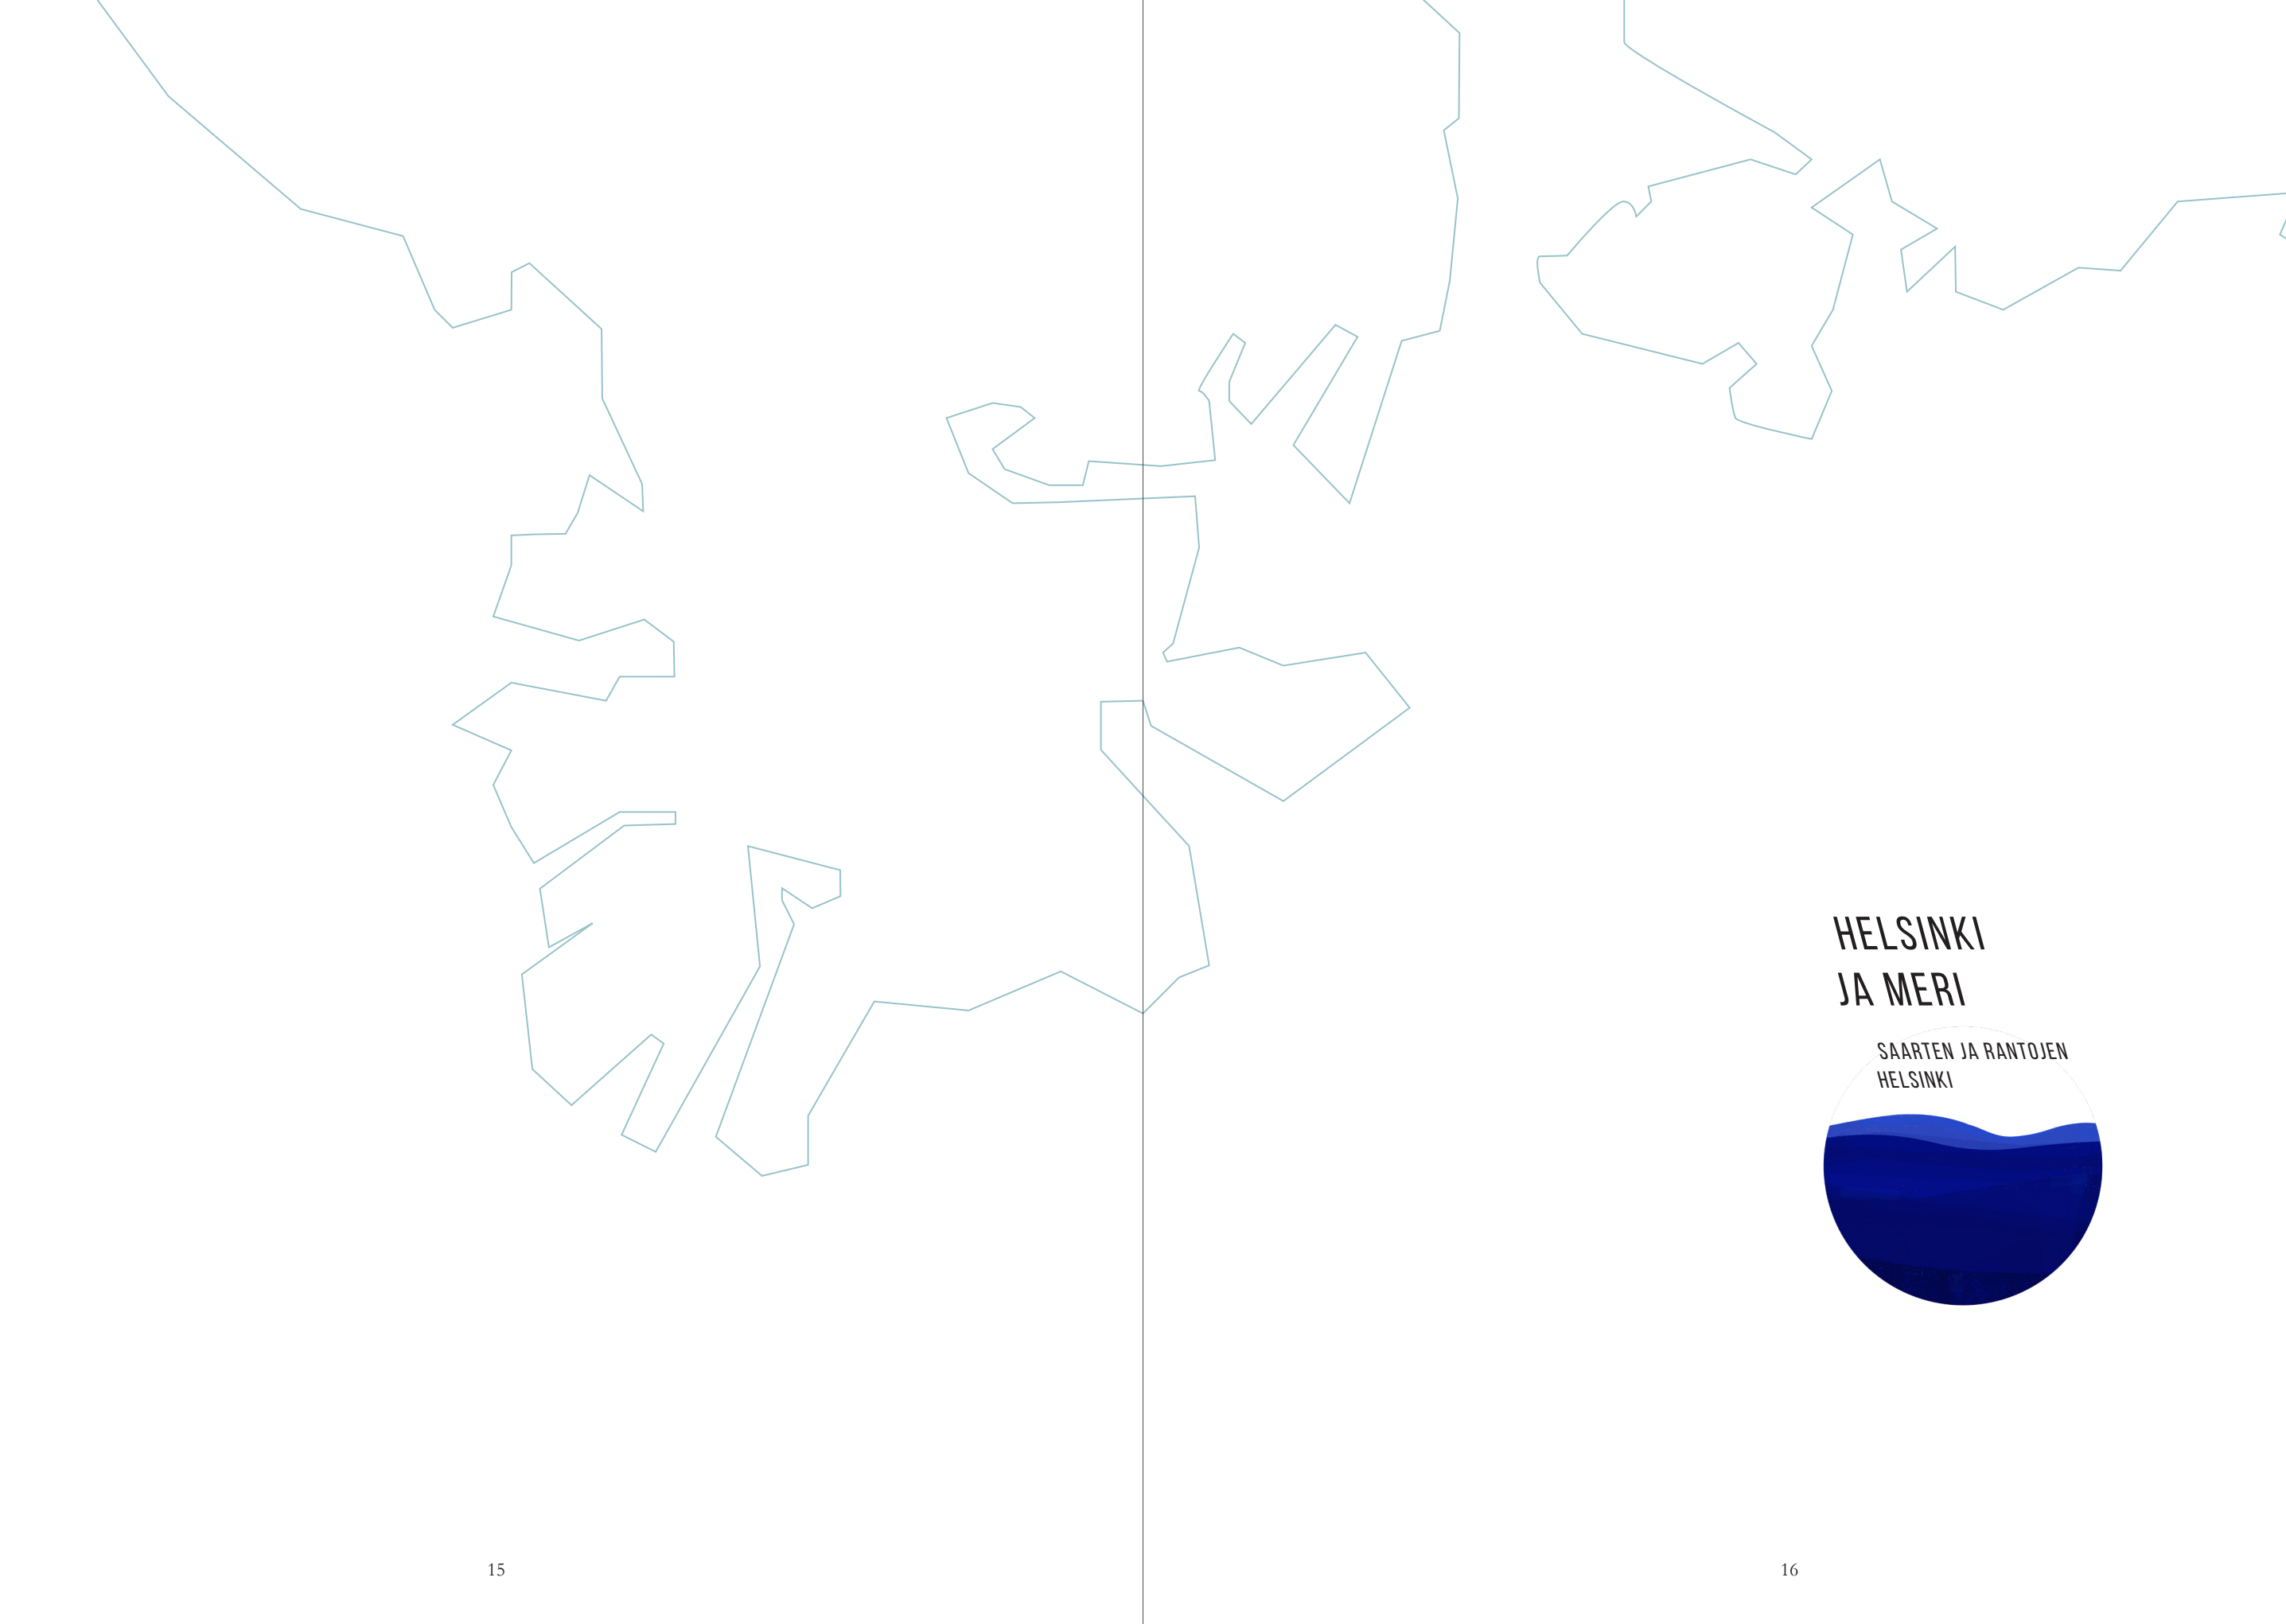 HELSINKI
JA MERI
SAARTEN JA RANTOJEN
HELSINKI
15
16